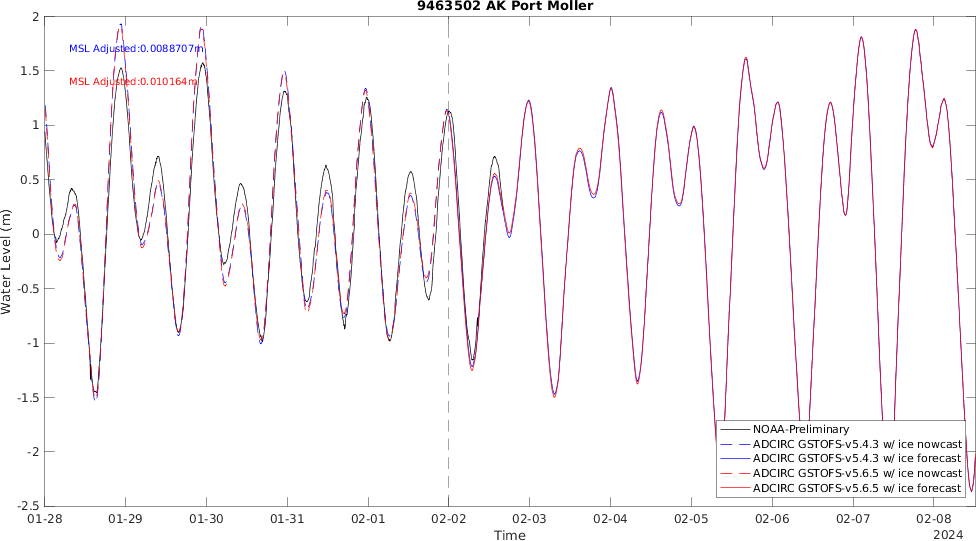 9463502 AK Port Moller
MSL Adjusted:0.0088707m
MSL Adjusted:0.010164m
Water Level (m)
2
1.5
1
0.5
0
-0.5
-1
-1.5
-2
-2.5
NOAA-Preliminary
ADCIRC GSTOFS-v5.4.3 w/ ice nowcast
ADCIRC GSTOFS-v5.4.3 w/ ice forecast
ADCIRC GSTOFS-v5.6.5 w/ ice nowcast
ADCIRC GSTOFS-v5.6.5 w/ ice forecast
01-28 01-29 01-30 01-31 02-01 02-02 02-03 02-04 02-05 02-06 02-07 02-08
Time
2024